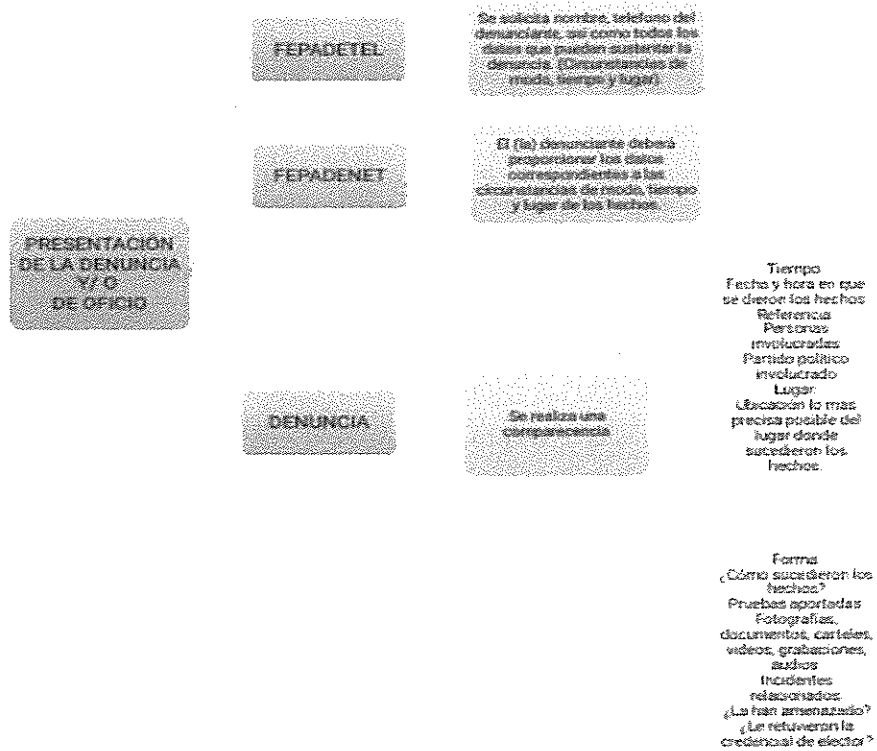 FEPADETEL
Se solicita nombre, teléfono del
denunciante, así como todos los
datos que puedan sustentar la
denuncia. (Circunstancias de
modo, tiempo y lugar).
FEPADENET
El (la) denunciante deberá
proporcionar los datos
correspondientes a las
circunstancias de modo, tiempo
y lugar de los hechos.
PRESENTACIÓN
DE LA DENUNCIA
Y/ O
DE OFICIO
DENUNCIA
Se realiza una
comparecencia
Tiempo
Fecha y hora en que
se dieron los hechos
Referencia
Personas
involucradas
Partido político
involucrado
Lugar
Ubicación lo mas
precisa posible del
lugar donde
sucedieron los
hechos.
Forma
¿Cómo sucedieron los
hechos?
Pruebas aportadas
Fotografías,
documentos, carteles,
videos, grabaciones,
audios
Incidentes
relacionados
¿La han amenazado?
¿Le retuvieron la
credencial de elector?